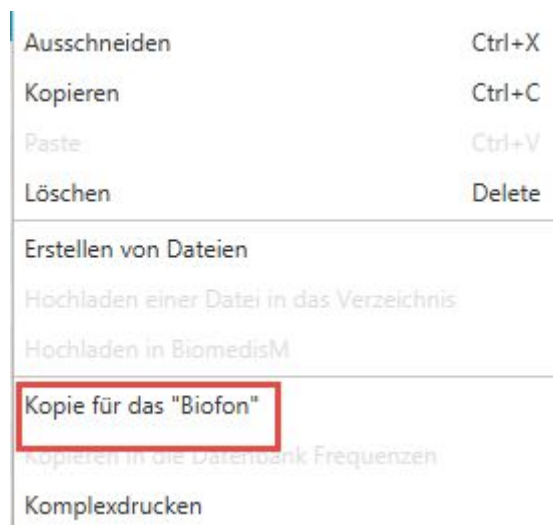 Ausschneiden Ctrl+X
Kopieren Ctrl+C
Paste Ctrl+V
Löschen Delete
Erstellen von Dateien
Hochladen einer Datei in das Verzeichnis
Hochladen in BiomedisM
Kopie für das "Biofon"
Kopieren in die Datenbank Frequenzen
Komplexdrucken